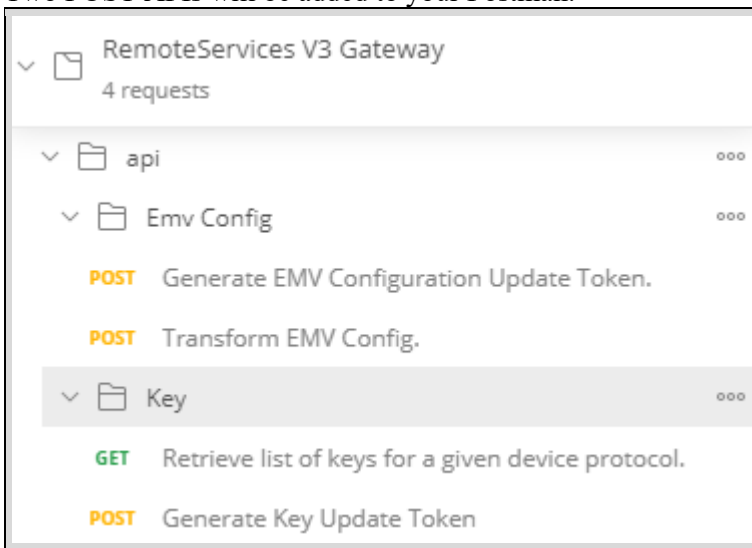 RemoteServices V3 Gateway
4 requests
api
Emv Config
POST Generate EMV Configuration Update Token.
POST Transform EMV Config.
Key
GET Retrieve list of keys for a given device protocol.
POST Generate Key Update Token